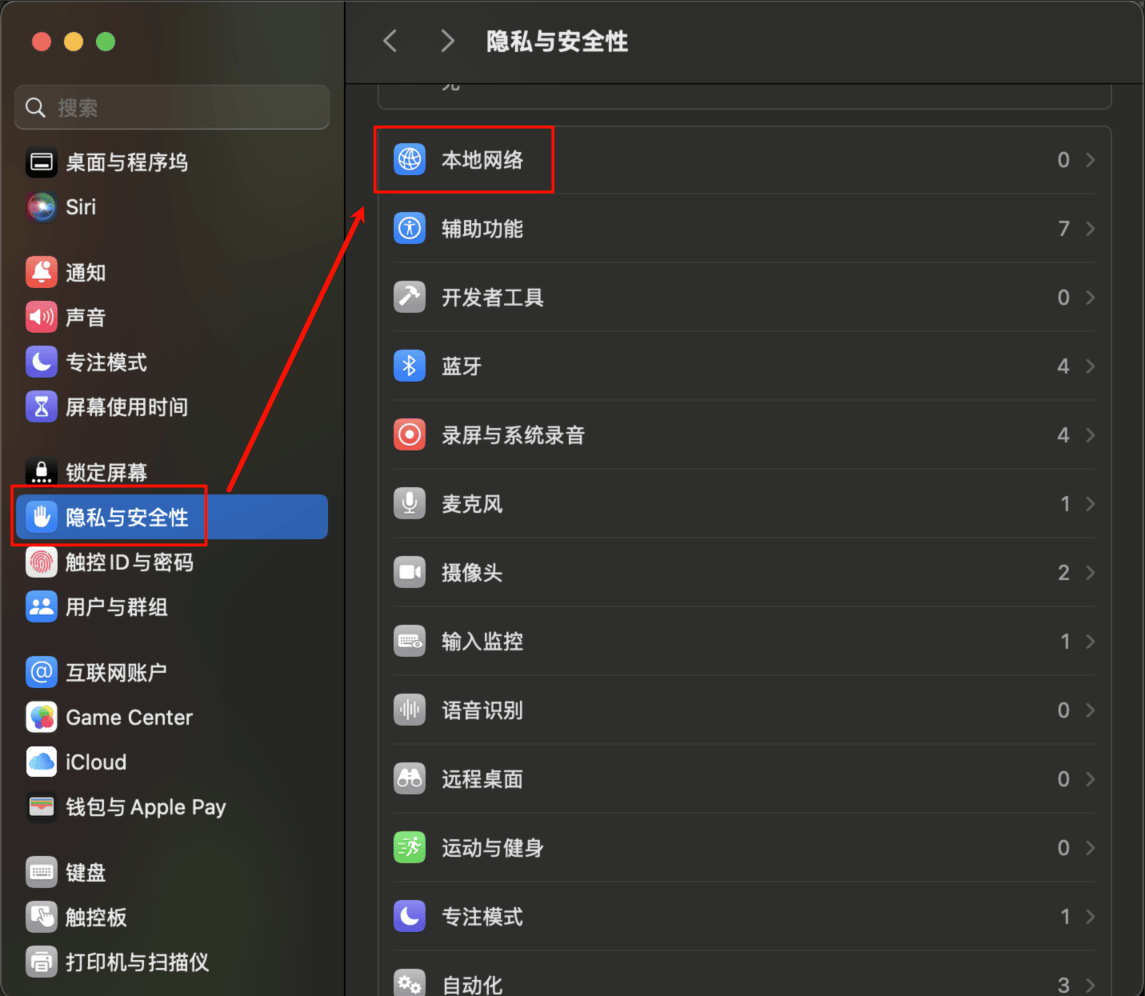 搜索
桌面与程序坞
Siri
通知
声音
专注模式
屏幕使用时间
锁定屏幕
隐私与安全性
触控ID与密码
用户与群组
互联网账户
Game Center
iCloud
钱包与Apple Pay
键盘
触控板
打印机与扫描仪
隐私与安全性
本地网络 0
辅助功能 7
开发者工具 0
蓝牙 4
录屏与系统录音 4
麦克风 1
摄像头 2
输入监控 1
语音识别 0
远程桌面 0
运动与健身 0
专注模式 1
自动化 3